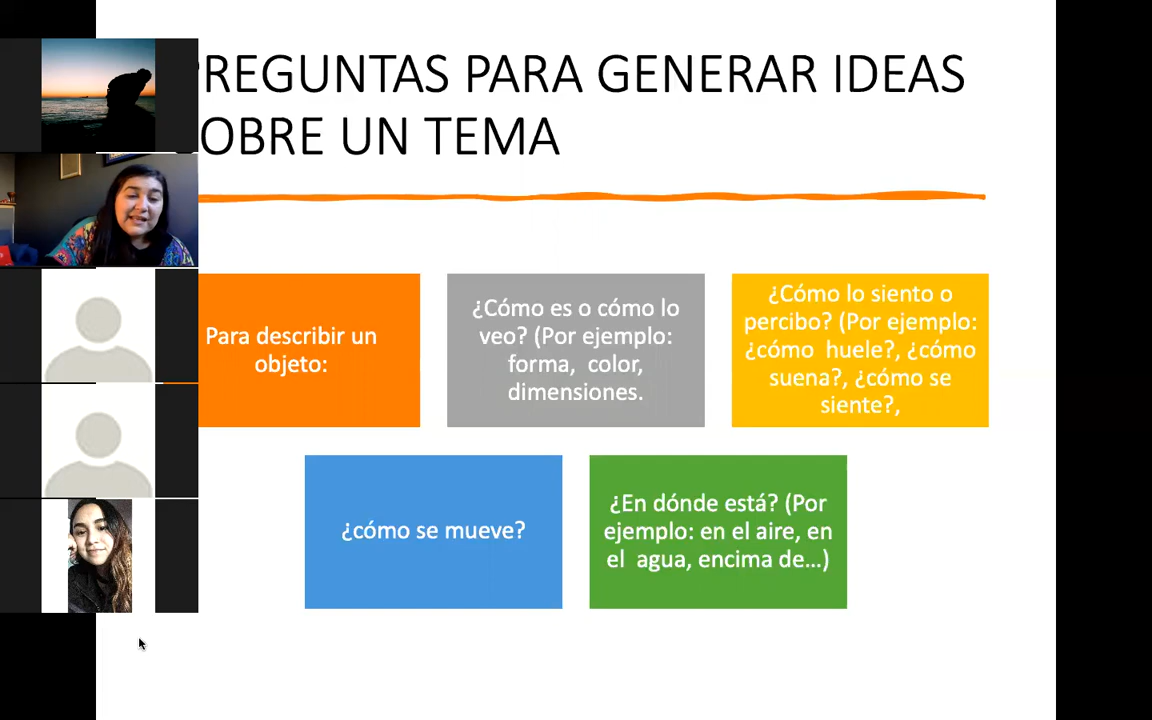 PREGUNTAS PARA GENERAR IDEAS
OBRE UN TEMA
Para describir un
objeto:
¿Cómo es o cómo lo
veo? (Por ejemplo:
forma, color,
dimensiones.
¿Cómo lo siento o
percibo? (Por ejemplo:
¿cómo huele?, ¿cómo
suena?, ¿cómo se
siente?,
¿cómo se mueve?
¿En dónde está? (Por
ejemplo: en el aire, en
el agua, encima de...)